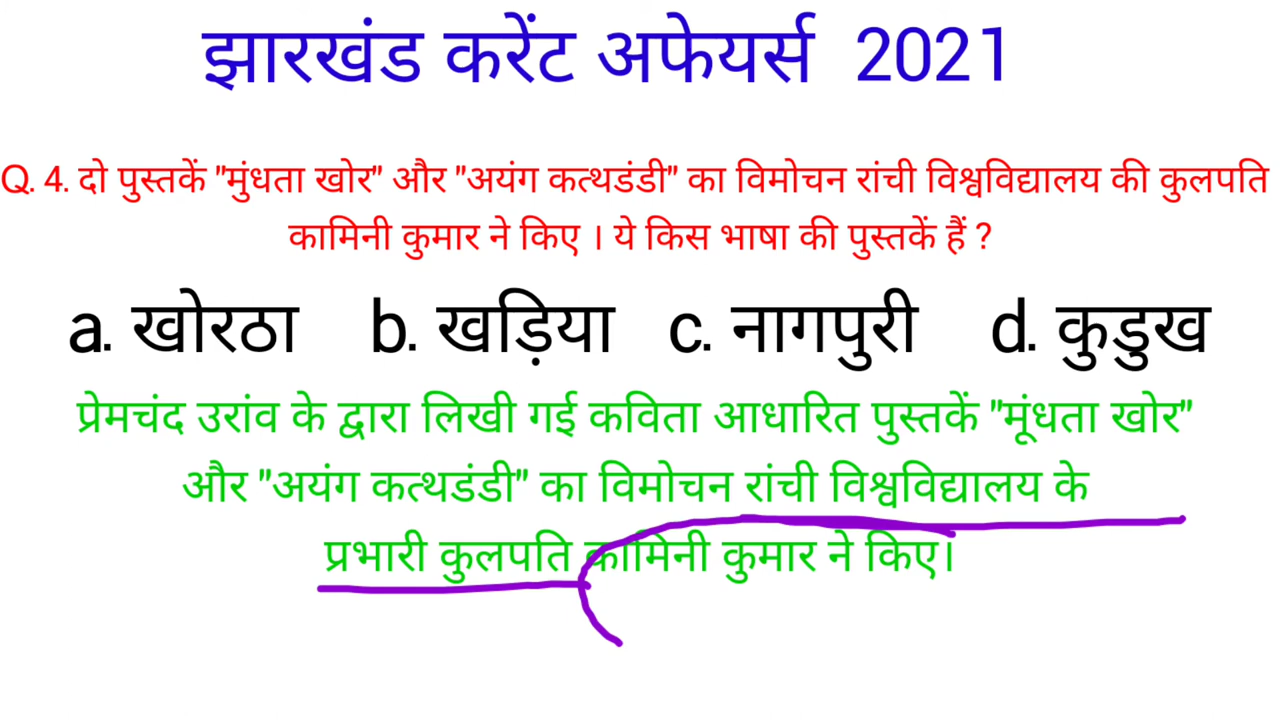 झारखंड करेंट अफेयर्स 2021
Q. 4. दो पुस्तकें "मुंधता खोर" और "अयंग कत्थडंडी" का विमोचन रांची विश्वविद्यालय की कुलपति
कामिनी कुमार ने किए । ये किस भाषा की पुस्तकें हैं ?
a. खोरठा b. खड़िया c. नागपुरी d. कुडुख
प्रेमचंद उरांव के द्वारा लिखी गई कविता आधारित पुस्तकें "मूंधता खोर"
और "अयंग कत्थडंडी" का विमोचन रांची विश्वविद्यालय के
प्रभारी कुलपति कामिनी कुमार ने किए।